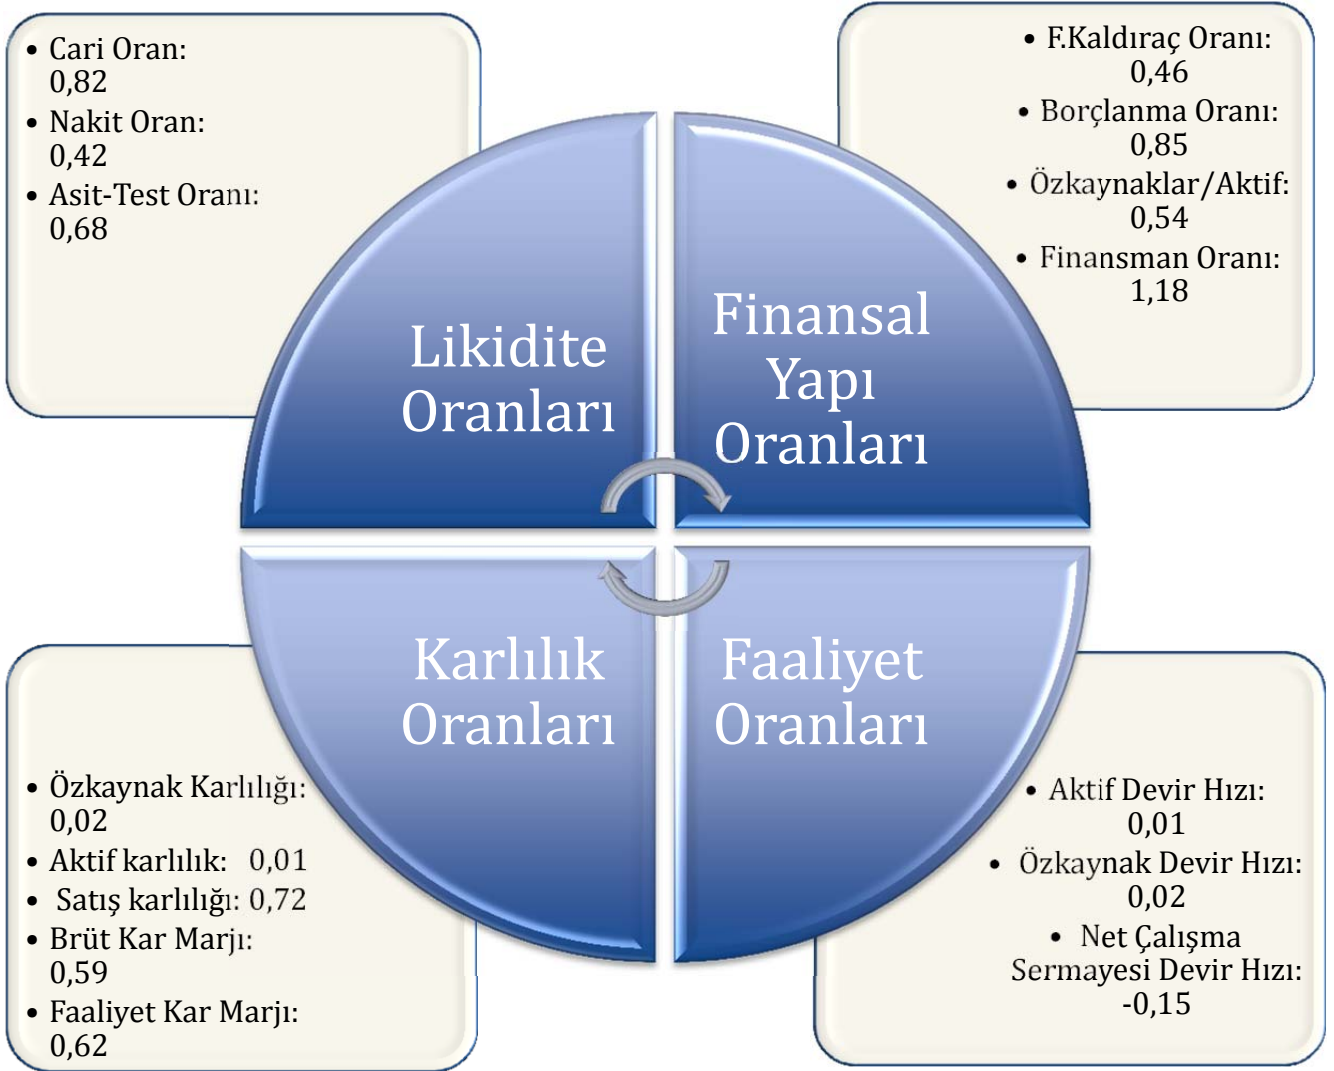 • Cari Oran:
0,82
• Nakit Oran:
0,42
• Asit-Test Oranı:
0,68
• F.Kaldıraç Oranı:
0,46
• Borçlanma Oranı:
0,85
• Özkaynaklar/Aktif:
0,54
• Finansman Oranı:
1,18
Likidite
Oranları
Finansal
Yapı
Oranları
Karlılık
Oranları
Faaliyet
Oranları
• Özkaynak Karlılığı:
0,02
• Aktif karlılık: 0,01
• Satış karlılığı: 0,72
• Brüt Kar Marjı:
0,59
• Faaliyet Kar Marjı:
0,62
• Aktif Devir Hızı:
0,01
• Özkaynak Devir Hızı:
0,02
• Net Çalışma
Sermayesi Devir Hızı:
-0,15